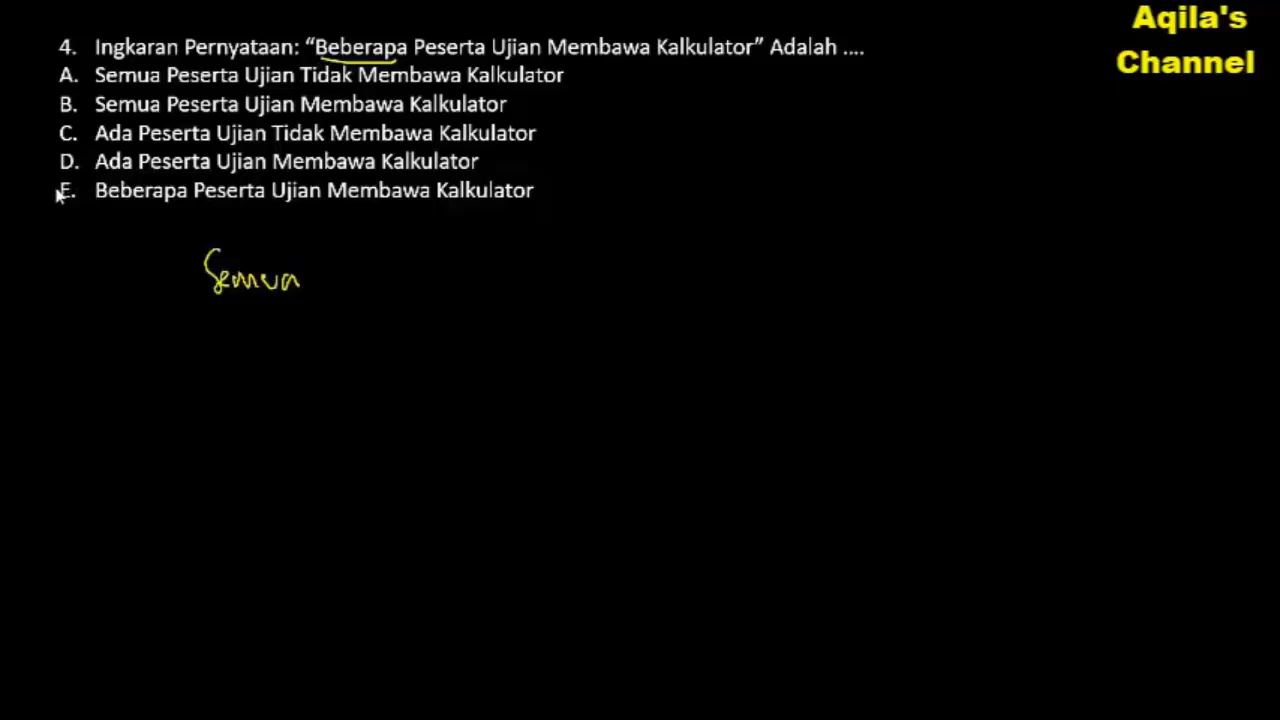 Aqila's
Channel
4. Ingkaran Pernyataan: “Beberapa Peserta Ujian Membawa Kalkulator” Adalah ....
A. Semua Peserta Ujian Tidak Membawa Kalkulator
B. Semua Peserta Ujian Membawa Kalkulator
C. Ada Peserta Ujian Tidak Membawa Kalkulator
D. Ada Peserta Ujian Membawa Kalkulator
E. Beberapa Peserta Ujian Membawa Kalkulator
Semua